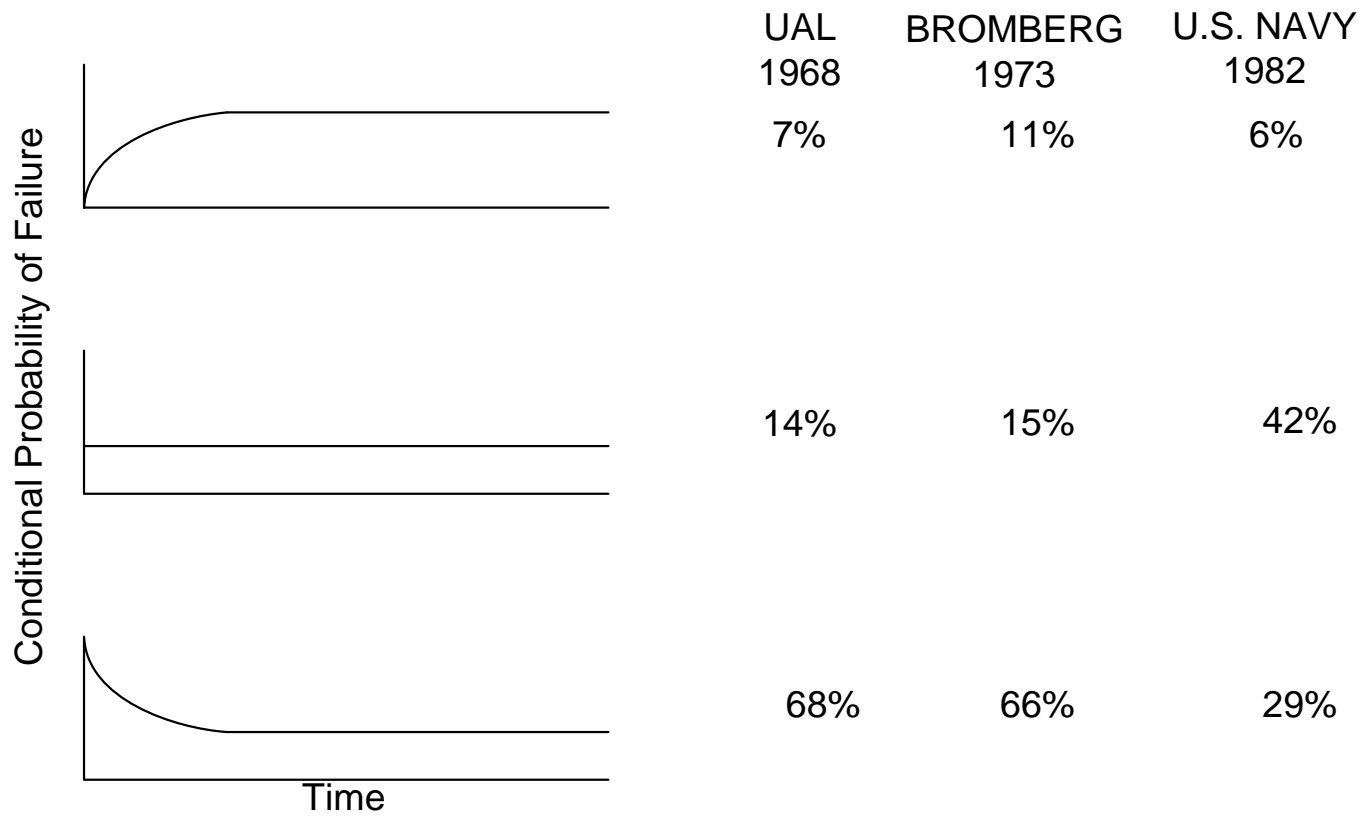 UAL BROMBERG U.S. NAVY
1968 1973 1982
7% 11% 6%
Conditional Probability of Failure
14% 15% 42%
68% 66% 29%
Time